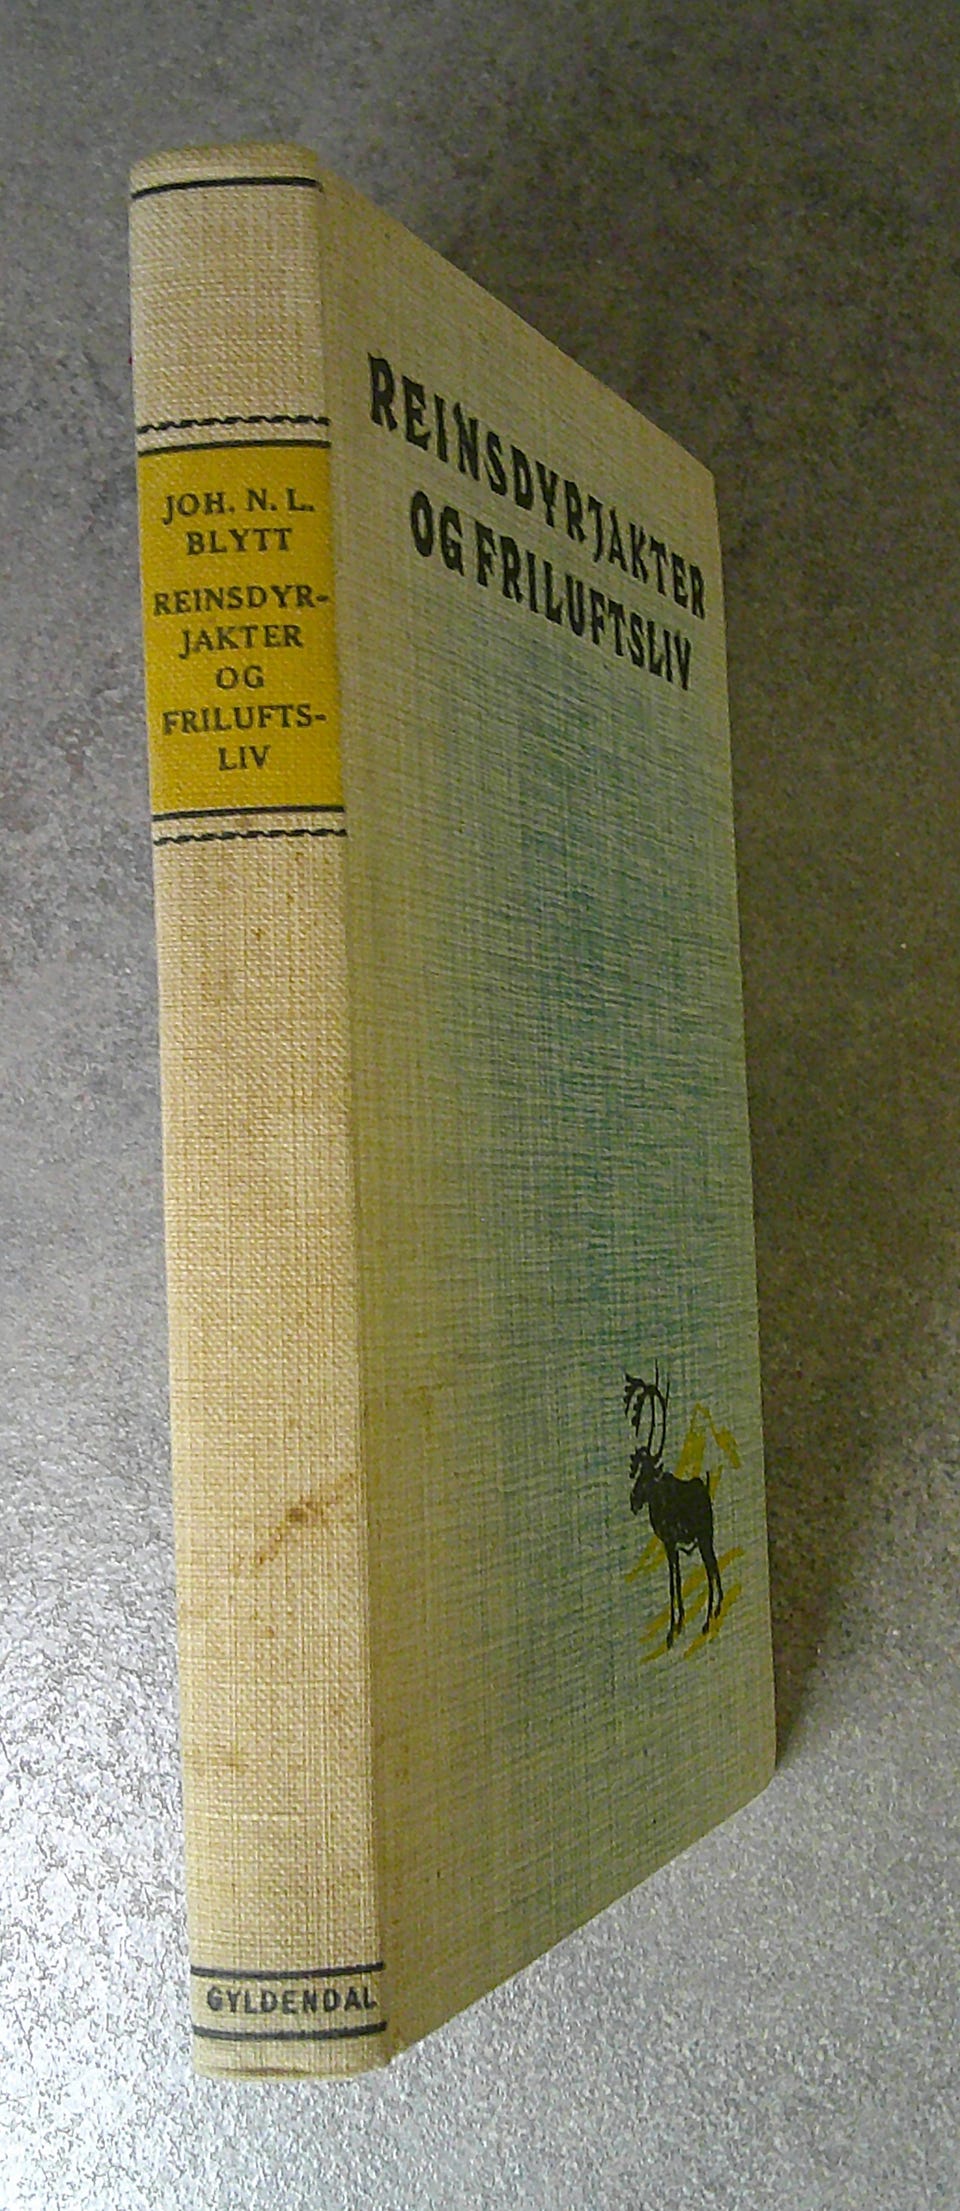 JOH. N. L.
BLYTT
REINSDYR-
JAKTER
OG
FRILUFTS-
LIV
GYLDENDAL
REINSDYRJAKTER
OG FRILUFTSLIV